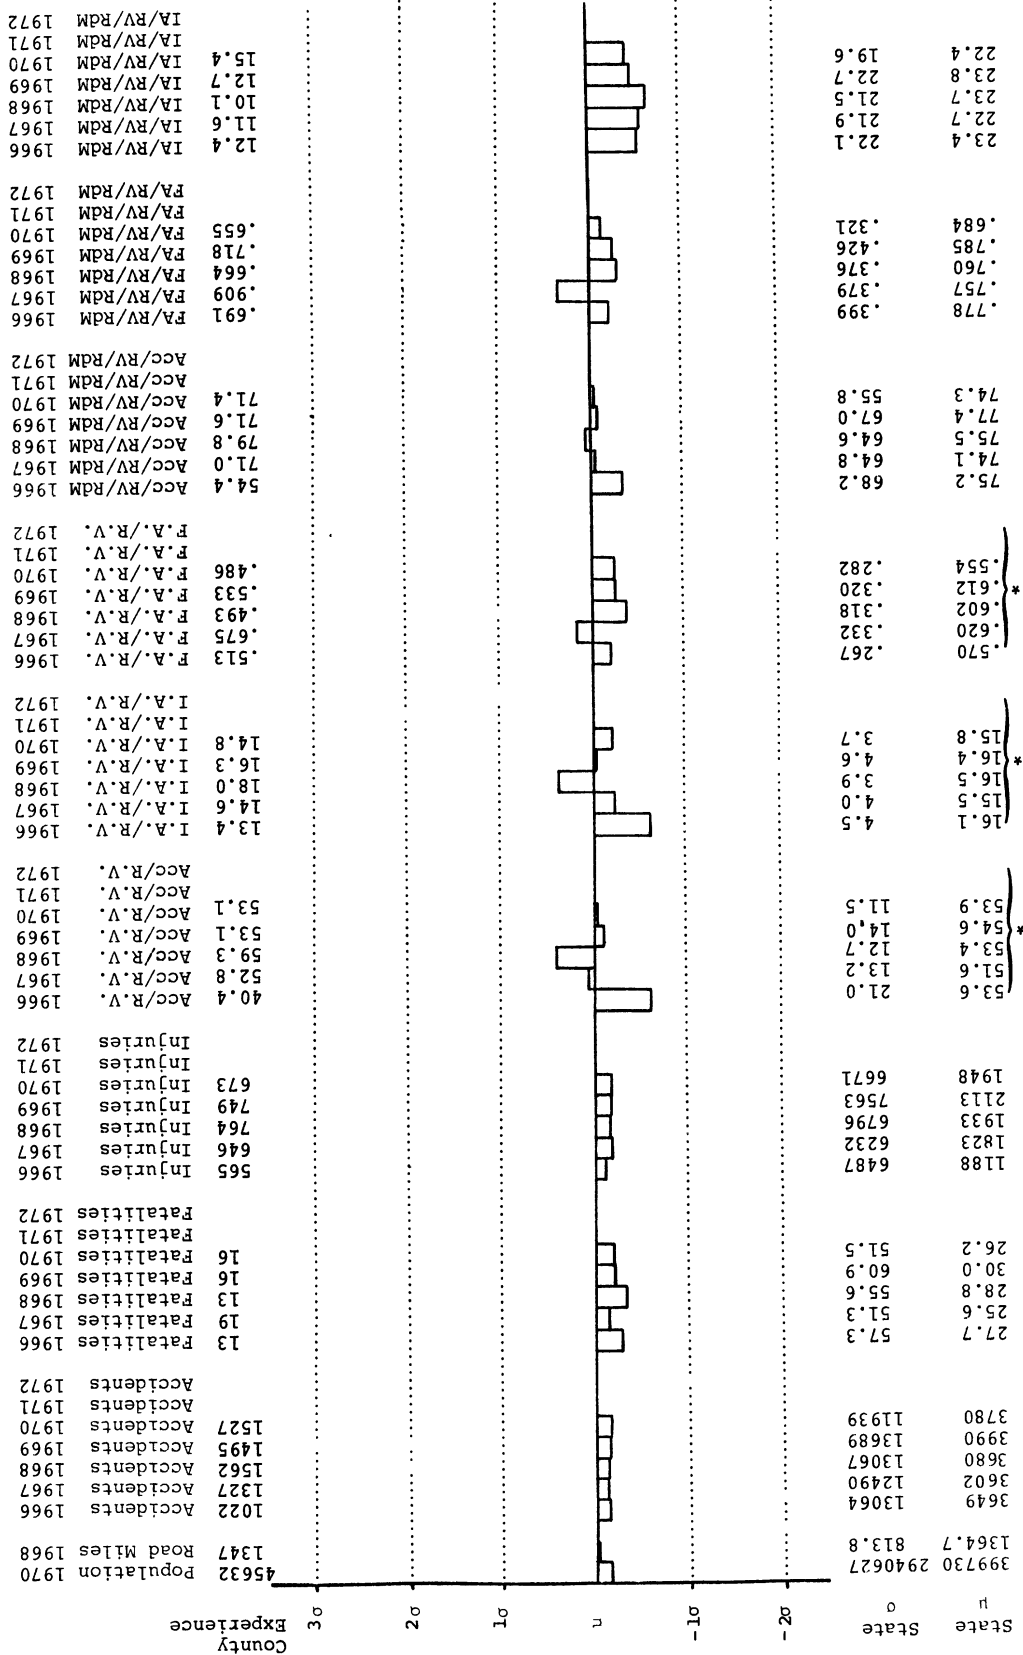 State State County
μ σ -2σ -1σ μ 1σ 2σ 3σ Experience
399730 2940627 45632 Population 1970
1364.7 813.8 1347 Road Miles 1968
3649 13064 1022 Accidents 1966
3602 12490 1327 Accidents 1967
3680 13067 1562 Accidents 1968
3990 13689 1495 Accidents 1969
3780 11939 1527 Accidents 1970
Accidents 1971
Accidents 1972
27.7 57.3 13 Fatalities 1966
25.6 51.3 19 Fatalities 1967
28.8 55.6 13 Fatalities 1968
30.0 60.9 16 Fatalities 1969
26.2 51.5 16 Fatalities 1970
Fatalities 1971
Fatalities 1972
1188 6487 565 Injuries 1966
1823 6232 646 Injuries 1967
1933 6796 764 Injuries 1968
2113 7563 749 Injuries 1969
1948 6671 673 Injuries 1970
Injuries 1971
Injuries 1972
53.6 21.0 40.4 Acc/R.V. 1966
51.6 13.2 52.8 Acc/R.V. 1967
53.4 12.7 59.3 Acc/R.V. 1968
* 54.6 14.0 53.1 Acc/R.V. 1969
53.9 11.5 53.1 Acc/R.V. 1970
Acc/R.V. 1971
Acc/R.V. 1972
16.1 4.5 13.4 I.A./R.V. 1966
15.5 4.0 14.6 I.A./R.V. 1967
16.5 3.9 18.0 I.A./R.V. 1968
* 16.4 4.6 16.3 I.A./R.V. 1969
15.8 3.7 14.8 I.A./R.V. 1970
I.A./R.V. 1971
I.A./R.V. 1972
.570 .267 .513 F.A./R.V. 1966
.620 .332 .675 F.A./R.V. 1967
.602 .318 .493 F.A./R.V. 1968
* .612 .320 .533 F.A./R.V. 1969
.554 .282 .486 F.A./R.V. 1970
F.A./R.V. 1971
F.A./R.V. 1972
75.2 68.2 54.4 Acc/RV/RdM 1966
74.1 64.8 71.0 Acc/RV/RdM 1967
75.5 64.6 79.8 Acc/RV/RdM 1968
77.4 67.0 71.6 Acc/RV/RdM 1969
74.3 55.8 71.4 Acc/RV/RdM 1970
Acc/RV/RdM 1971
Acc/RV/RdM 1972
.778 .399 .691 FA/RV/RdM 1966
.757 .379 .909 FA/RV/RdM 1967
.760 .376 .664 FA/RV/RdM 1968
.785 .426 .718 FA/RV/RdM 1969
.684 .321 .655 FA/RV/RdM 1970
FA/RV/RdM 1971
FA/RV/RdM 1972
23.4 22.1 12.4 IA/RV/RdM 1966
22.7 21.9 11.6 IA/RV/RdM 1967
23.7 21.5 10.1 IA/RV/RdM 1968
23.8 22.7 12.7 IA/RV/RdM 1969
22.4 19.6 15.4 IA/RV/RdM 1970
IA/RV/RdM 1971
IA/RV/RdM 1972